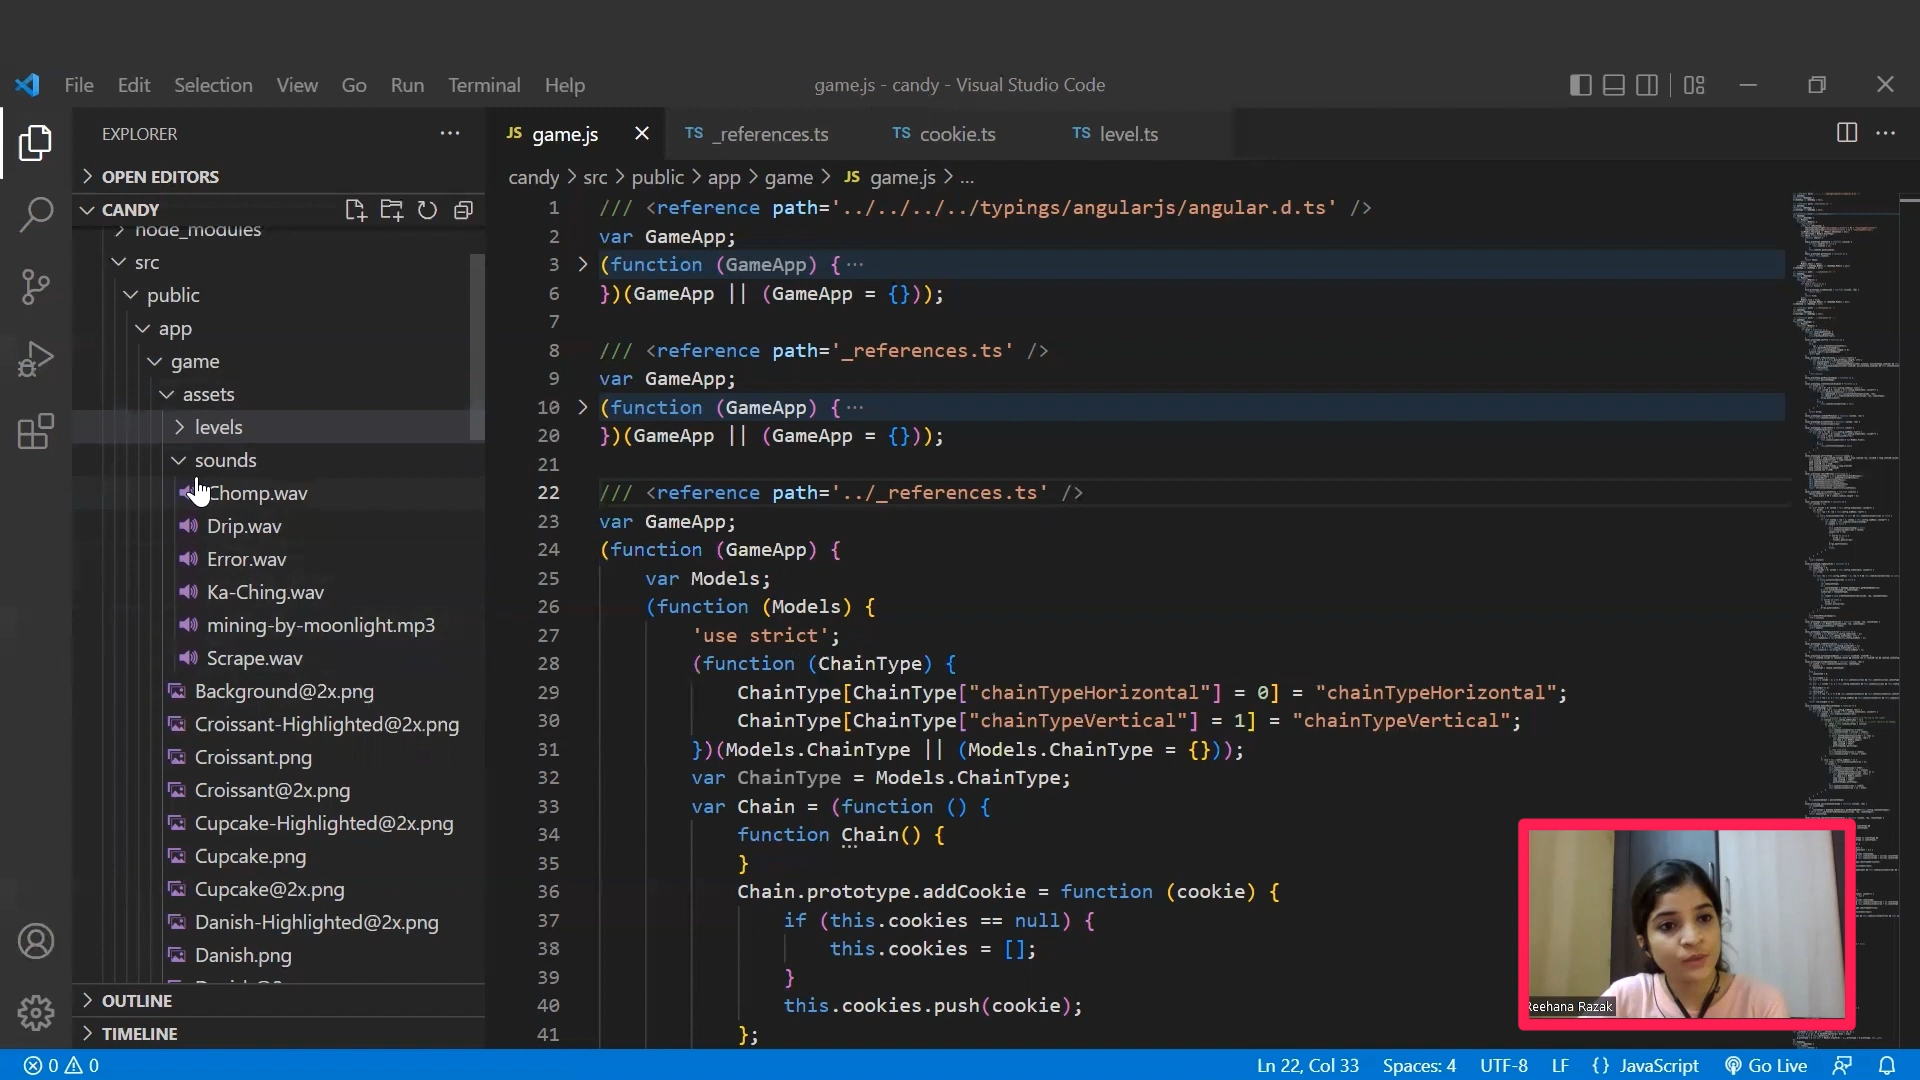 File Edit Selection View Go Run Terminal Help
game.js - candy - Visual Studio Code
EXPLORER
OPEN EDITORS
CANDY
node_modules
src
public
app
game
assets
levels
sounds
Chomp.wav
Drip.wav
Error.wav
Ka-Ching.wav
mining-by-moonlight.mp3
Scrape.wav
Background@2x.png
Croissant-Highlighted@2x.png
Croissant.png
Croissant@2x.png
Cupcake-Highlighted@2x.png
Cupcake.png
Cupcake@2x.png
Danish-Highlighted@2x.png
Danish.png
OUTLINE
TIMELINE
JS game.js TS _references.ts TS cookie.ts TS level.ts
candy > src > public > app > game > JS game.js > ...
1 /// <reference path='../../../../typings/angularjs/angular.d.ts' />
2 var GameApp;
3 (function (GameApp) { ...
6 })(GameApp || (GameApp = {}));
7
8 /// <reference path='_references.ts' />
9 var GameApp;
10 (function (GameApp) { ...
20 })(GameApp || (GameApp = {}));
21
22 /// <reference path='../_references.ts' />
23 var GameApp;
24 (function (GameApp) {
25 var Models;
26 (function (Models) {
27 'use strict';
28 (function (ChainType) {
29 ChainType[ChainType["chainTypeHorizontal"] = 0] = "chainTypeHorizontal";
30 ChainType[ChainType["chainTypeVertical"] = 1] = "chainTypeVertical";
31 })(Models.ChainType || (Models.ChainType = {}));
32 var ChainType = Models.ChainType;
33 var Chain = (function () {
34 function Chain() {
35 }
36 Chain.prototype.addCookie = function (cookie) {
37 if (this.cookies == null) {
38 this.cookies = [];
39 }
40 this.cookies.push(cookie);
41 };
Reehana Razak
0 0 Ln 22, Col 33 Spaces: 4 UTF-8 LF {} JavaScript Go Live